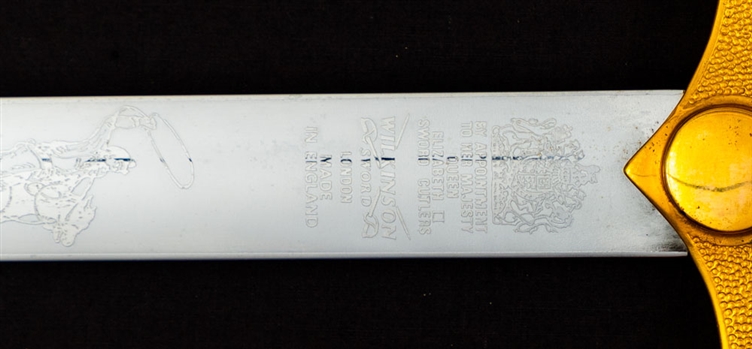 BY APPOINTMENT
TO HER MAJESTY
QUEEN
ELIZABETH II
SWORD CUTLERS
WILKINSON
SWORD
LONDON
MADE
IN ENGLAND